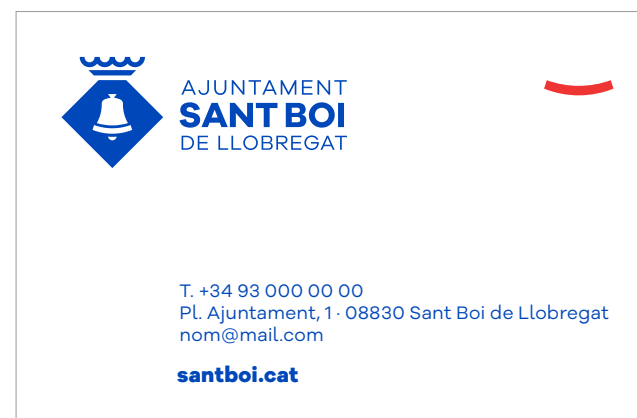 AJUNTAMENT
SANT BOI
DE LLOBREGAT
T. +34 93 000 00 00
Pl. Ajuntament, 1 · 08830 Sant Boi de Llobregat
nom@mail.com
santboi.cat